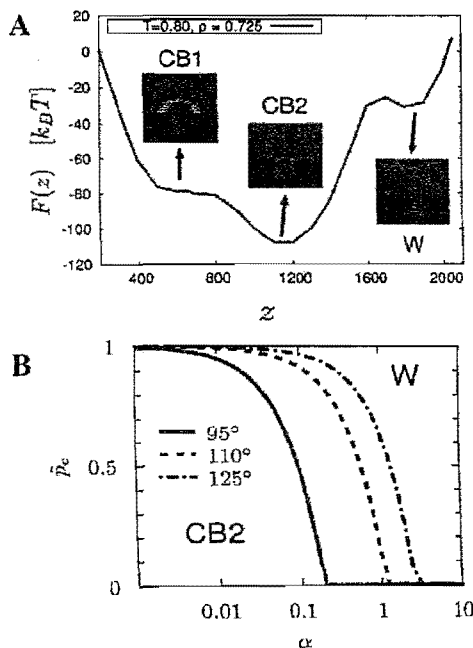 A
T=0.80, ρ = 0.725
CB1
CB2
W
F(z) [k_BT]
20
0
-20
-40
-60
-80
-100
-120
400
800
1200
1600
2000
z
B
W
95°
110°
125°
CB2
p̃_c
1
0.5
0
0.01
0.1
1
10
α